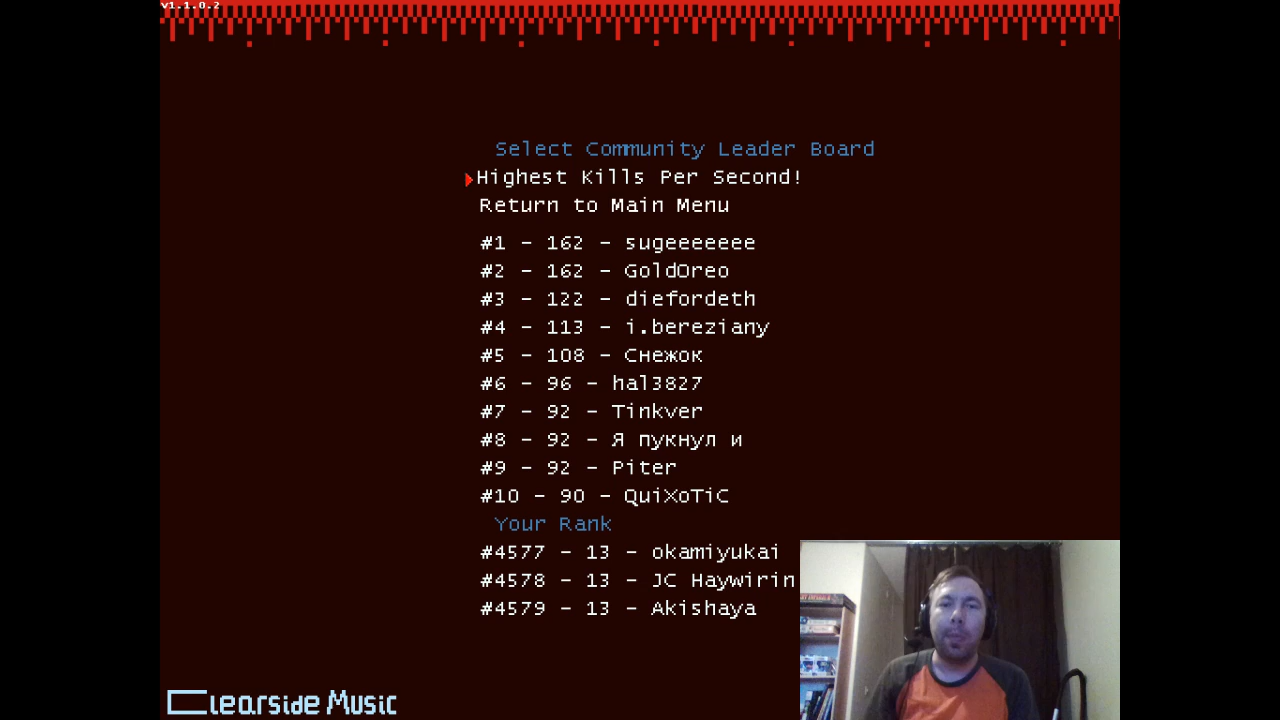 v1.1.0.2
Select Community Leader Board
Highest Kills Per Second!
Return to Main Menu
#1 - 162 - sugeeeeeee
#2 - 162 - GoldOreo
#3 - 122 - diefordeth
#4 - 113 - i.bereziany
#5 - 108 - Снежок
#6 - 96 - hal3827
#7 - 92 - Tinkver
#8 - 92 - Я пукнул и
#9 - 92 - Piter
#10 - 90 - QuiXoTiC
Your Rank
#4577 - 13 - okamiyukai
#4578 - 13 - JC Haywirin
#4579 - 13 - Akishaya
Clearside Music